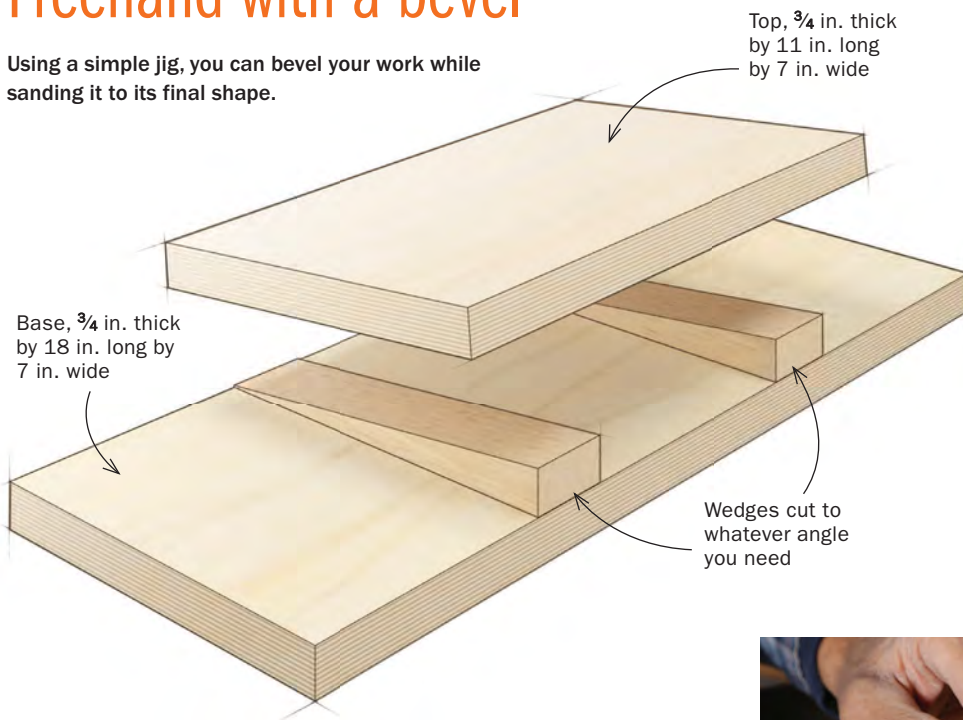 Freehand with a bevel
Using a simple jig, you can bevel your work while
sanding it to its final shape.
Top, ¾ in. thick
by 11 in. long
by 7 in. wide
Base, ¾ in. thick
by 18 in. long by
7 in. wide
Wedges cut to
whatever angle
you need